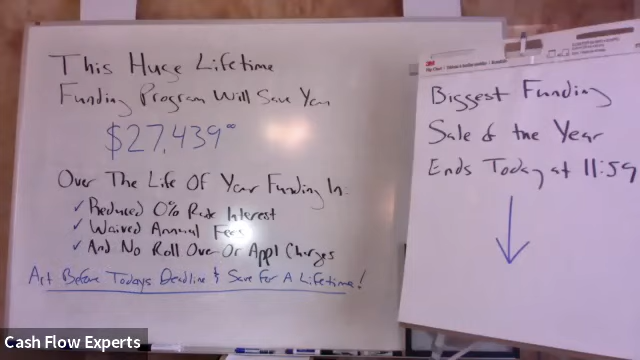 This Huge Lifetime
Funding Program Will Save You
$27,439⁰⁰
Over The Life Of Your Funding In:
✓ Reduced 0% Rate Interest
✓ Waived Annual Fees
✓ And No Roll Over Or Appl Charges
Act Before Todays Deadline & Save For A Lifetime!
3M
Biggest Funding
Sale of the Year
Ends Today at 11:59
Cash Flow Experts